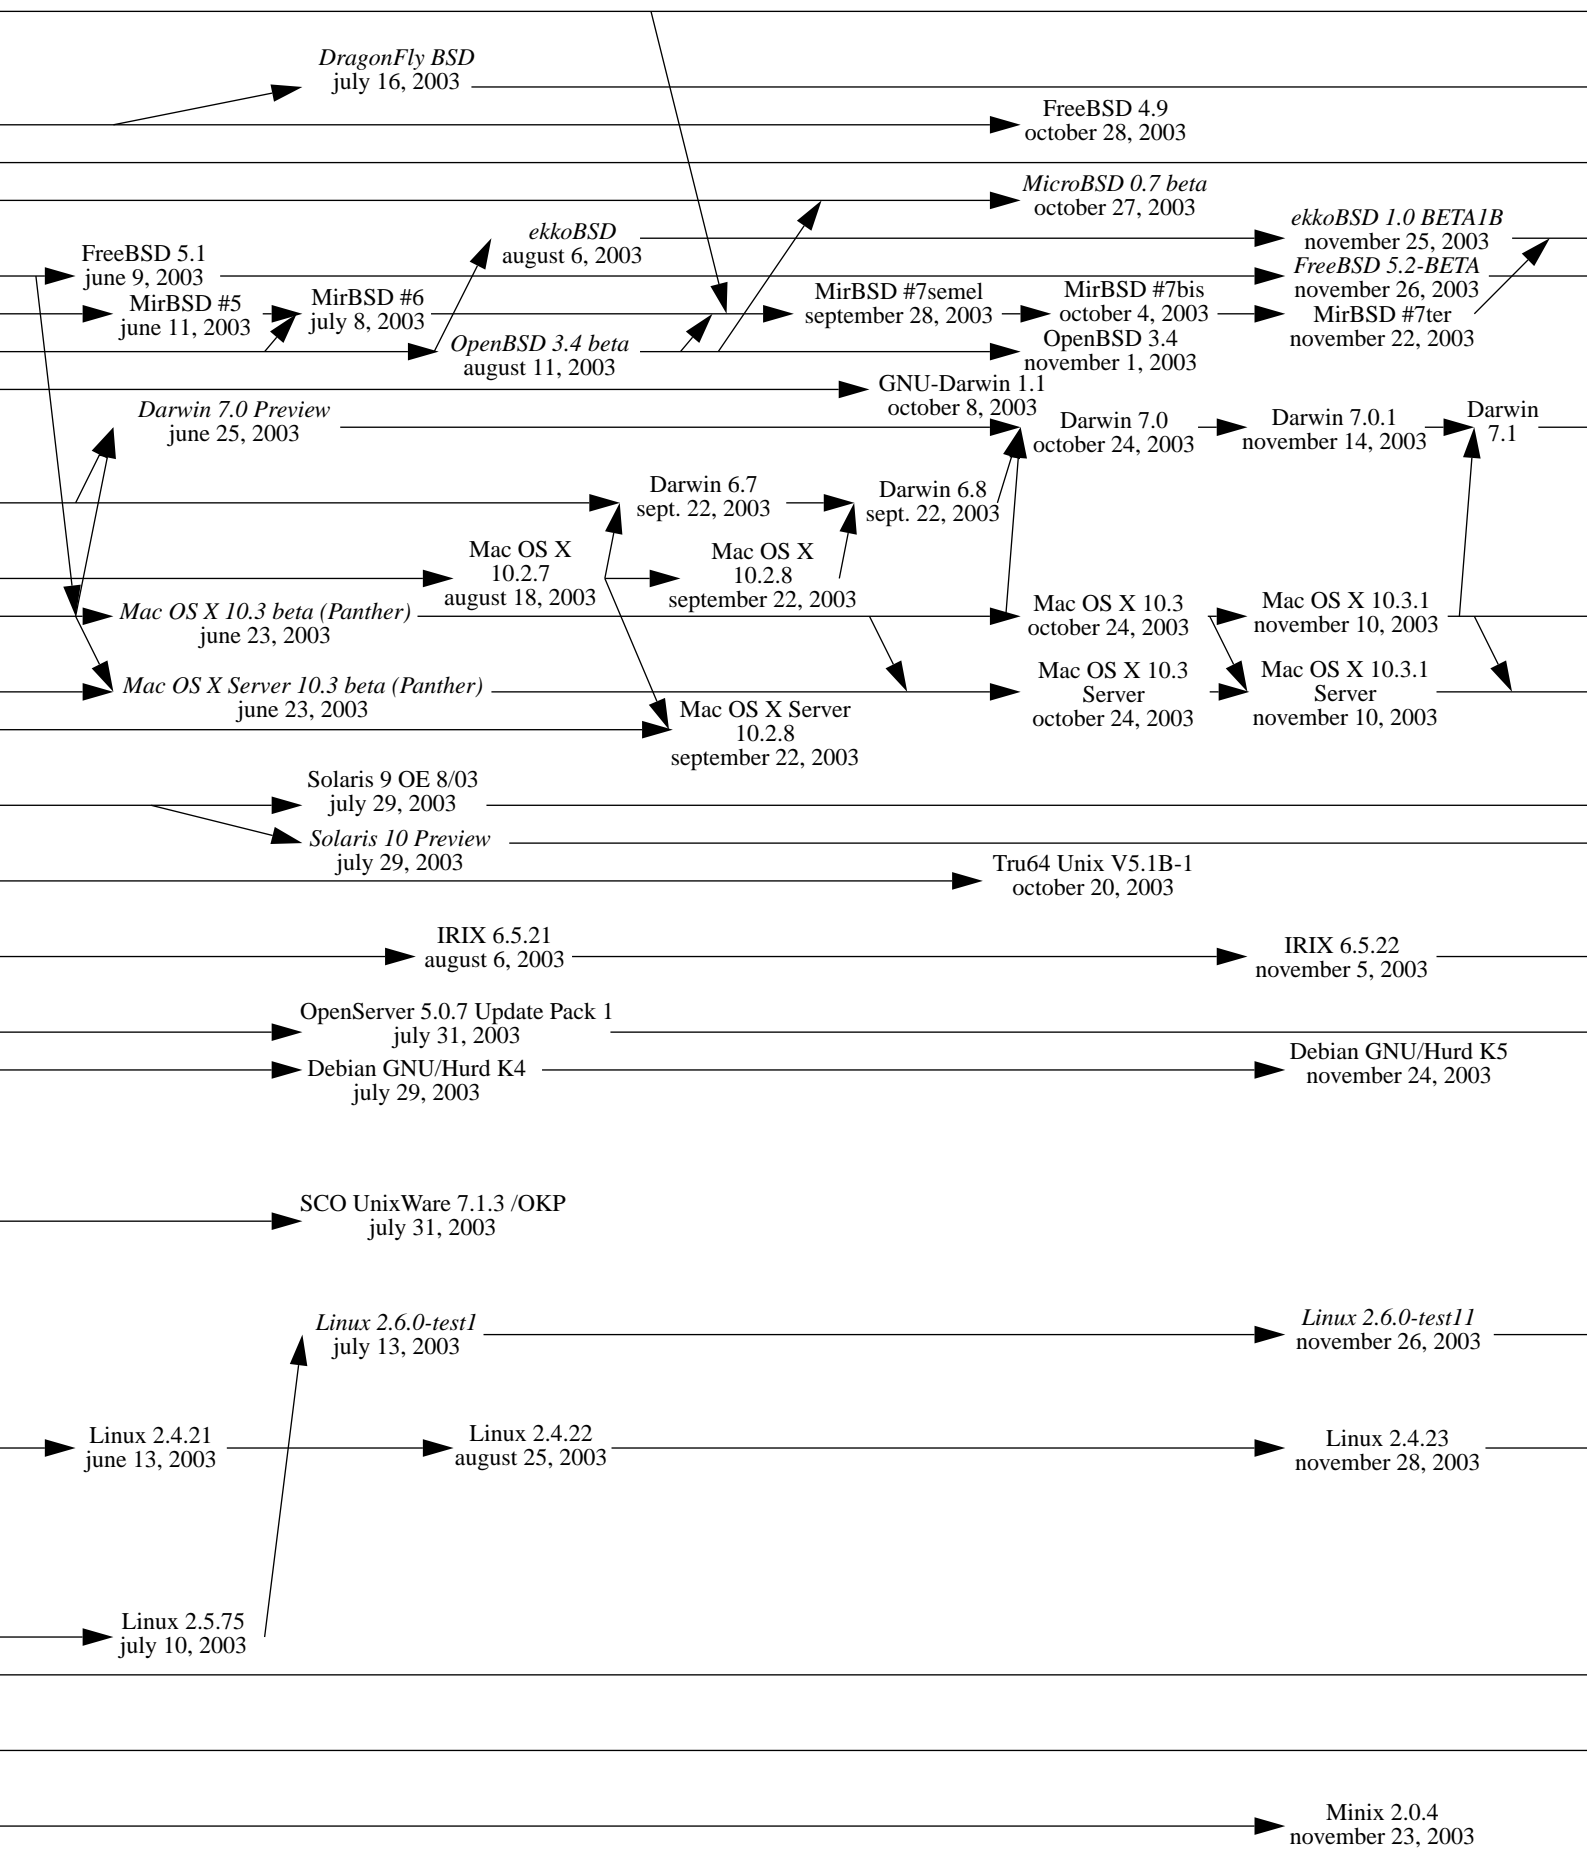 DragonFly BSD
july 16, 2003
FreeBSD 4.9
october 28, 2003
MicroBSD 0.7 beta
october 27, 2003
ekkoBSD
august 6, 2003
ekkoBSD 1.0 BETA1B
november 25, 2003
FreeBSD 5.1
june 9, 2003
FreeBSD 5.2-BETA
november 26, 2003
MirBSD #5
june 11, 2003
MirBSD #6
july 8, 2003
MirBSD #7semel
september 28, 2003
MirBSD #7bis
october 4, 2003
MirBSD #7ter
november 22, 2003
OpenBSD 3.4 beta
august 11, 2003
OpenBSD 3.4
november 1, 2003
GNU-Darwin 1.1
october 8, 2003
Darwin 7.0 Preview
june 25, 2003
Darwin 7.0
october 24, 2003
Darwin 7.0.1
november 14, 2003
Darwin
7.1
Darwin 6.7
sept. 22, 2003
Darwin 6.8
sept. 22, 2003
Mac OS X
10.2.7
august 18, 2003
Mac OS X
10.2.8
september 22, 2003
Mac OS X 10.3 beta (Panther)
june 23, 2003
Mac OS X 10.3
october 24, 2003
Mac OS X 10.3.1
november 10, 2003
Mac OS X Server 10.3 beta (Panther)
june 23, 2003
Mac OS X 10.3
Server
october 24, 2003
Mac OS X 10.3.1
Server
november 10, 2003
Mac OS X Server
10.2.8
september 22, 2003
Solaris 9 OE 8/03
july 29, 2003
Solaris 10 Preview
july 29, 2003
Tru64 Unix V5.1B-1
october 20, 2003
IRIX 6.5.21
august 6, 2003
IRIX 6.5.22
november 5, 2003
OpenServer 5.0.7 Update Pack 1
july 31, 2003
Debian GNU/Hurd K4
july 29, 2003
Debian GNU/Hurd K5
november 24, 2003
SCO UnixWare 7.1.3 /OKP
july 31, 2003
Linux 2.6.0-test1
july 13, 2003
Linux 2.6.0-test11
november 26, 2003
Linux 2.4.21
june 13, 2003
Linux 2.4.22
august 25, 2003
Linux 2.4.23
november 28, 2003
Linux 2.5.75
july 10, 2003
Minix 2.0.4
november 23, 2003